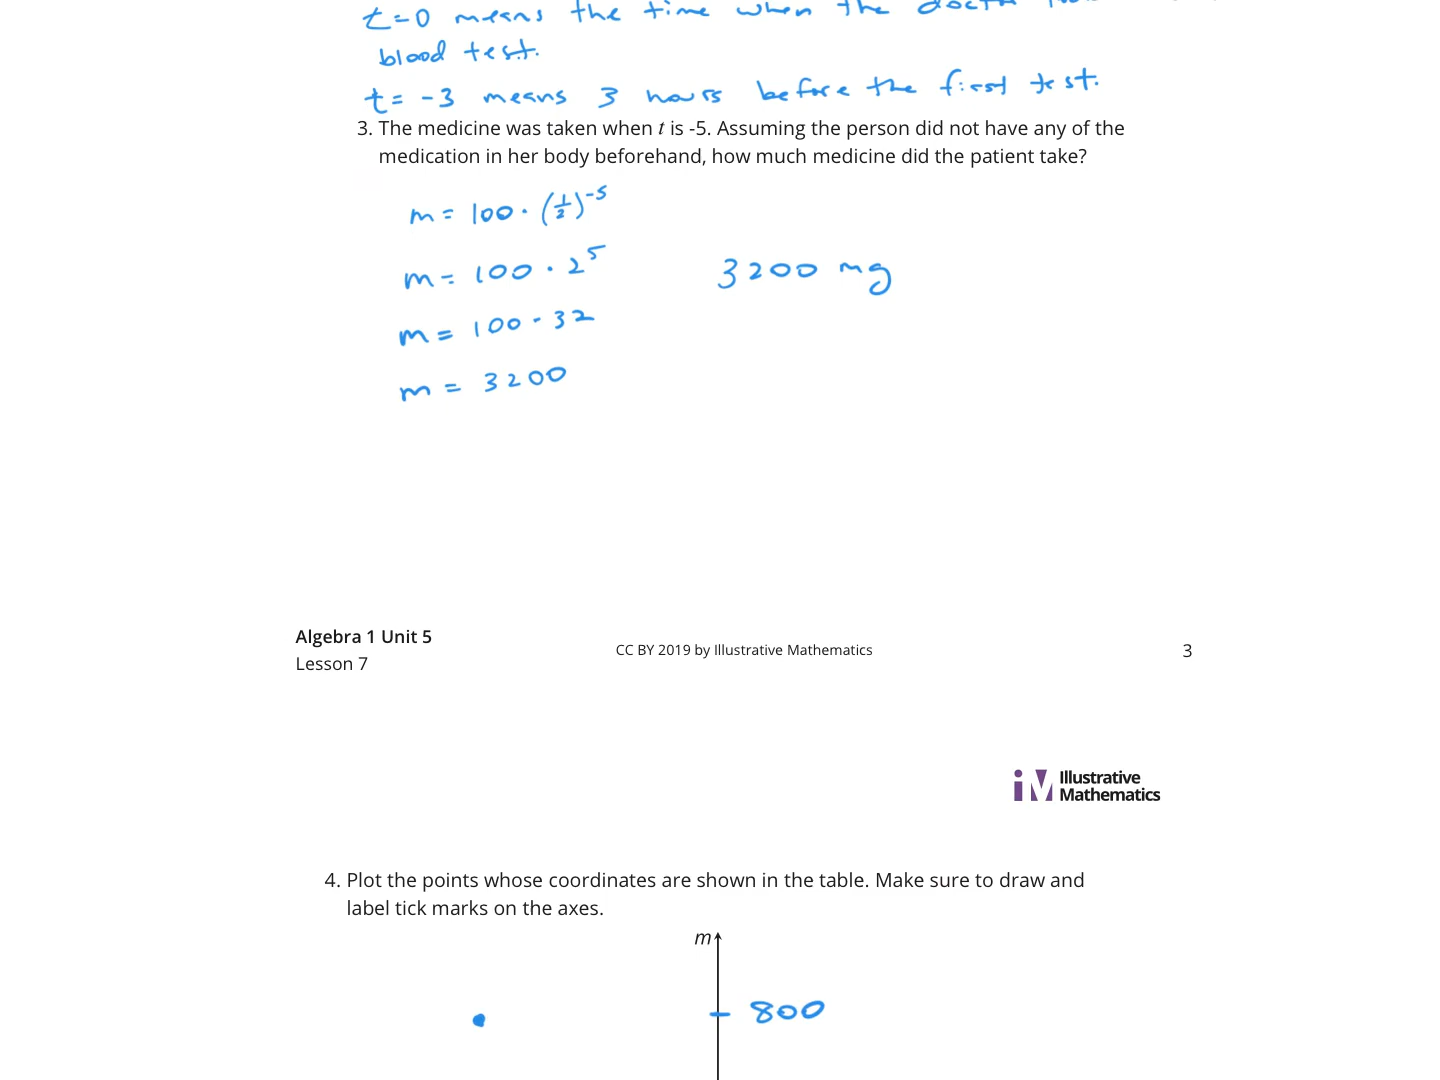 t=0 means the time when the
blood test.
t= -3 means 3 hours before the first test.
3. The medicine was taken when t is -5. Assuming the person did not have any of the
medication in her body beforehand, how much medicine did the patient take?
m = 100 · (1/2)^-5
m = 100 · 2^5
3200 mg
m = 100 · 32
m = 3200
Algebra 1 Unit 5
Lesson 7
CC BY 2019 by Illustrative Mathematics
3
Illustrative
Mathematics
4. Plot the points whose coordinates are shown in the table. Make sure to draw and
label tick marks on the axes.
m
800